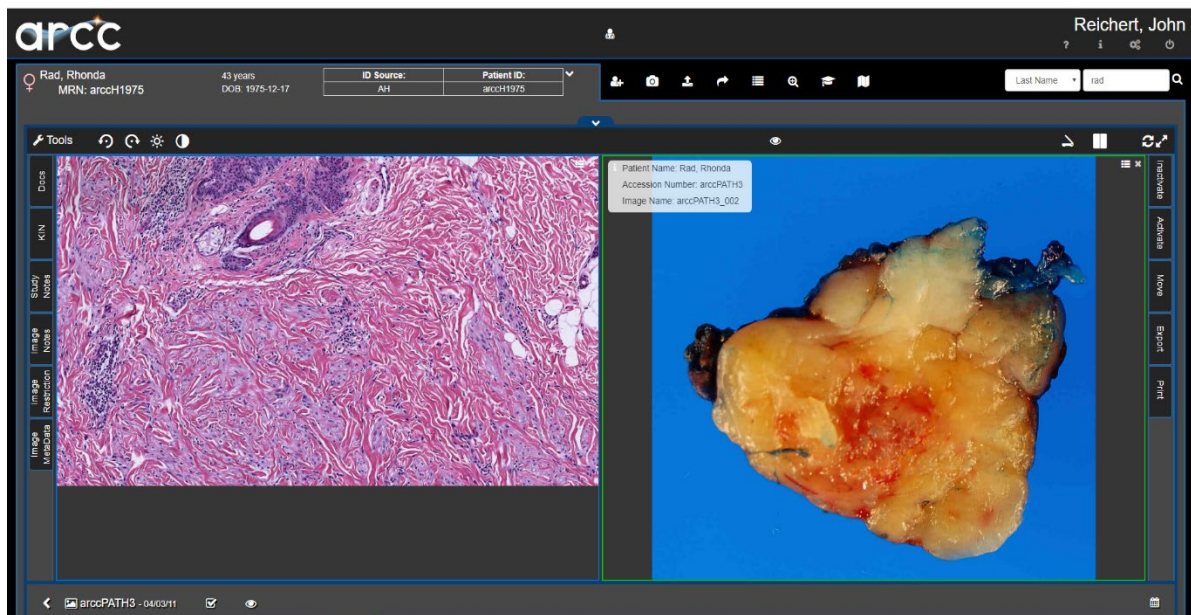 arcc
Reichert, John
? i
Rad, Rhonda
MRN: arccH1975
43 years
DOB: 1975-12-17
ID Source: Patient ID:
AH arccH1975
Last Name rad
Tools
Docs
KIN
Study
Notes
Image
Notes
Image
Restriction
Image
MetaData
Patient Name: Rad, Rhonda
Accession Number: arccPATH3
Image Name: arccPATH3_002
Inactivate
Activate
Move
Export
Print
arccPATH3 - 04/03/11